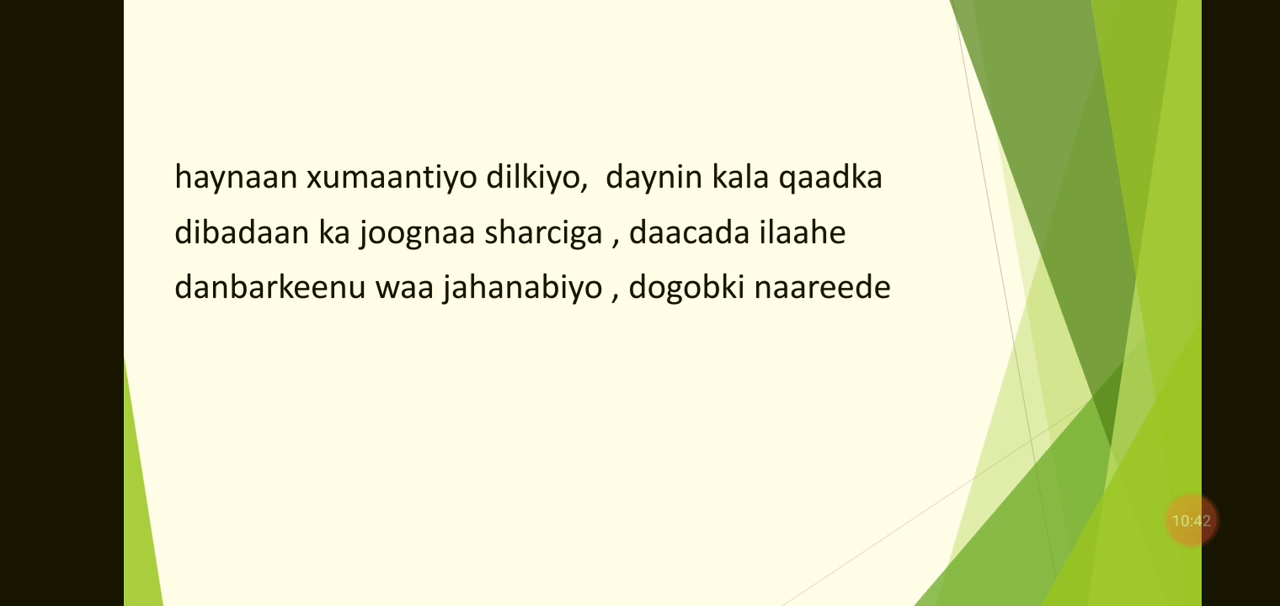 haynaan xumaantiyo dilkiyo,  daynin kala qaadka
dibadaan ka joognaa sharciga , daacada ilaahe
danbarkeenu waa jahanabiyo , dogobki naareede
10:42